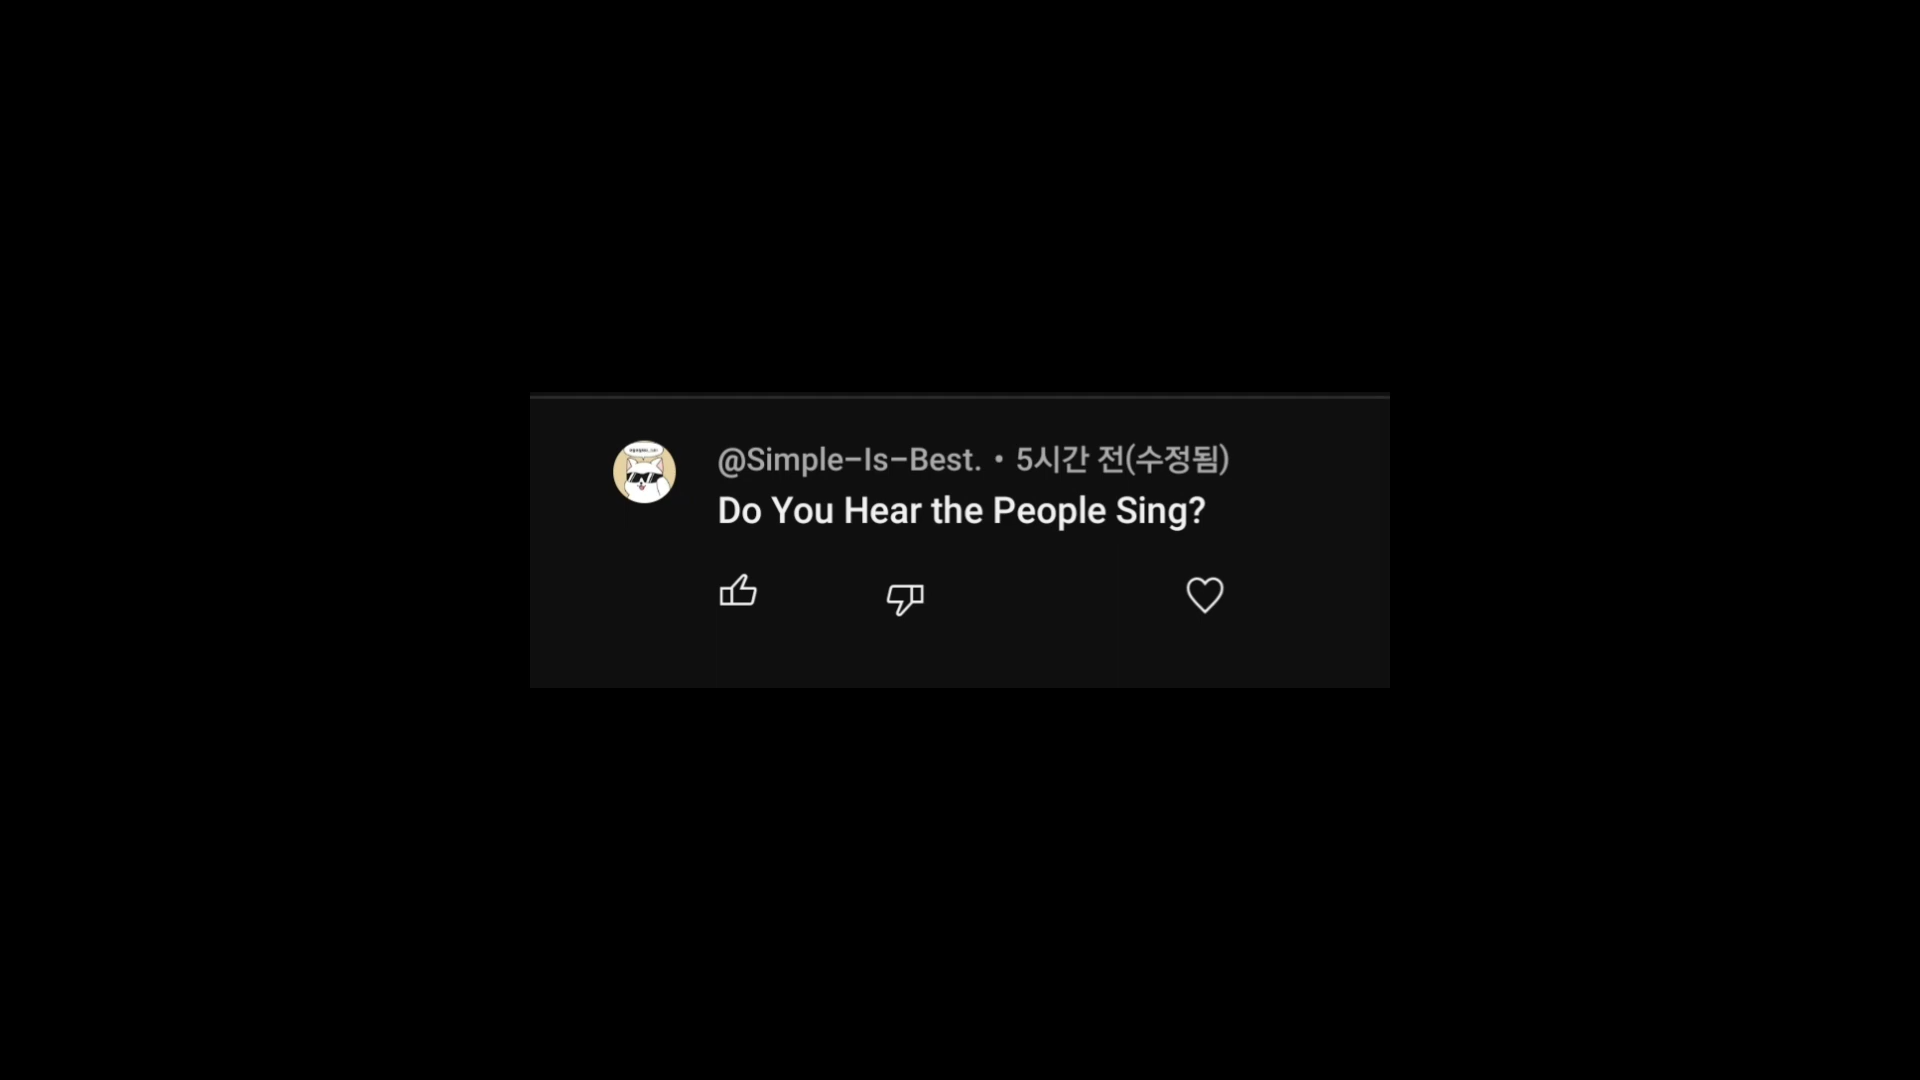 @Simple-Is-Best. • 5시간 전(수정됨)
Do You Hear the People Sing?